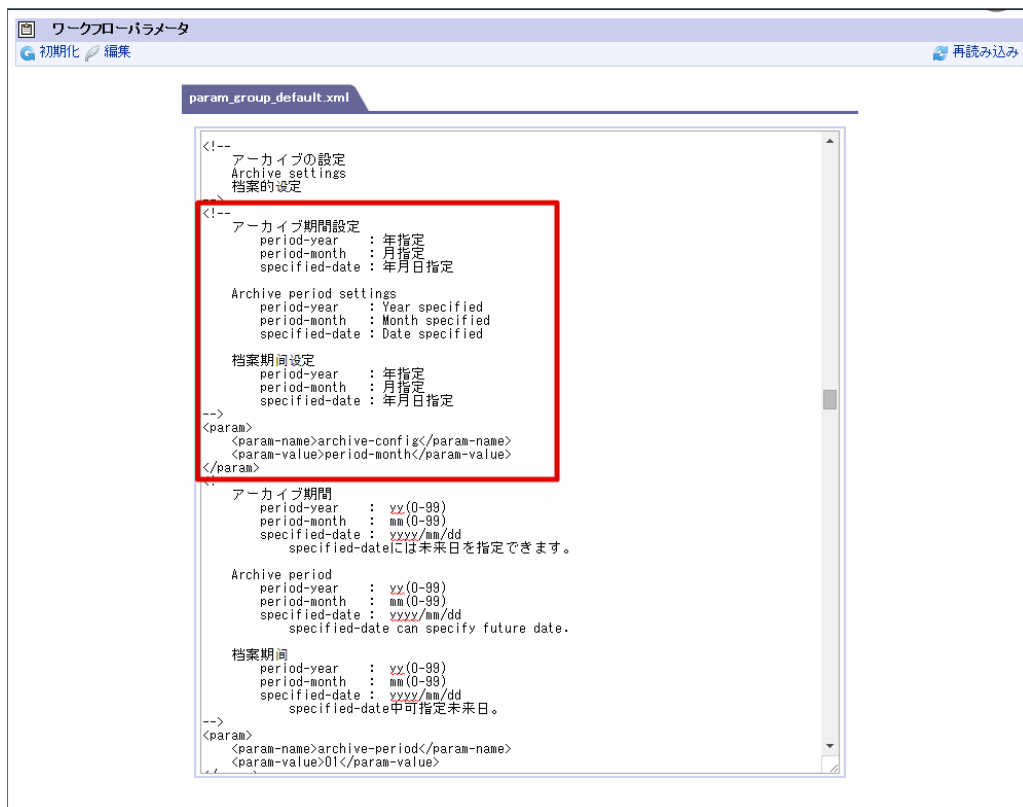 ワークフローパラメータ
初期化 編集 再読み込み
param_group_default.xml
<!--
アーカイブの設定
Archive settings
档案的设定
-->
<!--
アーカイブ期間設定
period-year : 年指定
period-month : 月指定
specified-date : 年月日指定
Archive period settings
period-year : Year specified
period-month : Month specified
specified-date : Date specified
档案期间设定
period-year : 年指定
period-month : 月指定
specified-date : 年月日指定
-->
<param>
<param-name>archive-config</param-name>
<param-value>period-month</param-value>
</param>
アーカイブ期間
period-year : yy(0-99)
period-month : mm(0-99)
specified-date : yyyy/mm/dd
specified-dateには未来日を指定できます。
Archive period
period-year : yy(0-99)
period-month : mm(0-99)
specified-date : yyyy/mm/dd
specified-date can specify future date.
档案期间
period-year : yy(0-99)
period-month : mm(0-99)
specified-date : yyyy/mm/dd
specified-date中可指定未来日。
-->
<param>
<param-name>archive-period</param-name>
<param-value>01</param-value>